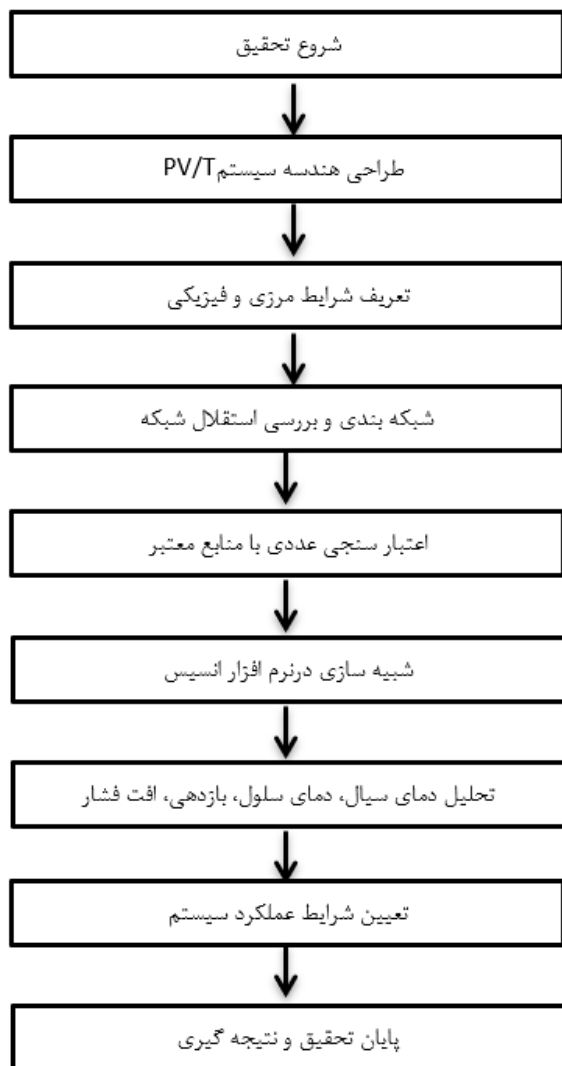 شروع تحقیق
طراحی هندسه سیستمPV/T
تعریف شرایط مرزی و فیزیکی
شبکه بندی و بررسی استقلال شبکه
اعتبار سنجی عددی با منابع معتبر
شبیه سازی درنرم افزار انسیس
تحلیل دمای سیال، دمای سلول، بازدهی، افت فشار
تعیین شرایط عملکرد سیستم
پایان تحقیق و نتیجه گیری